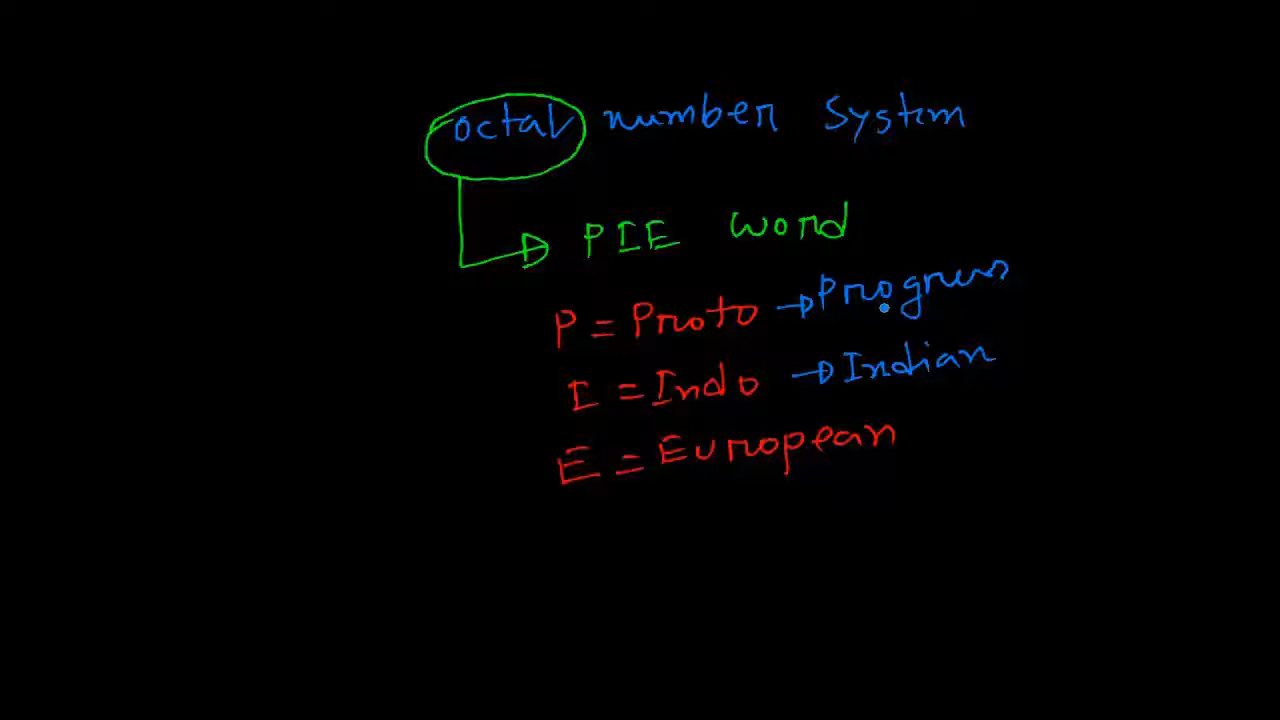 octal number system
PIE word
P = Proto → Progress
I = Indo → Indian
E = European